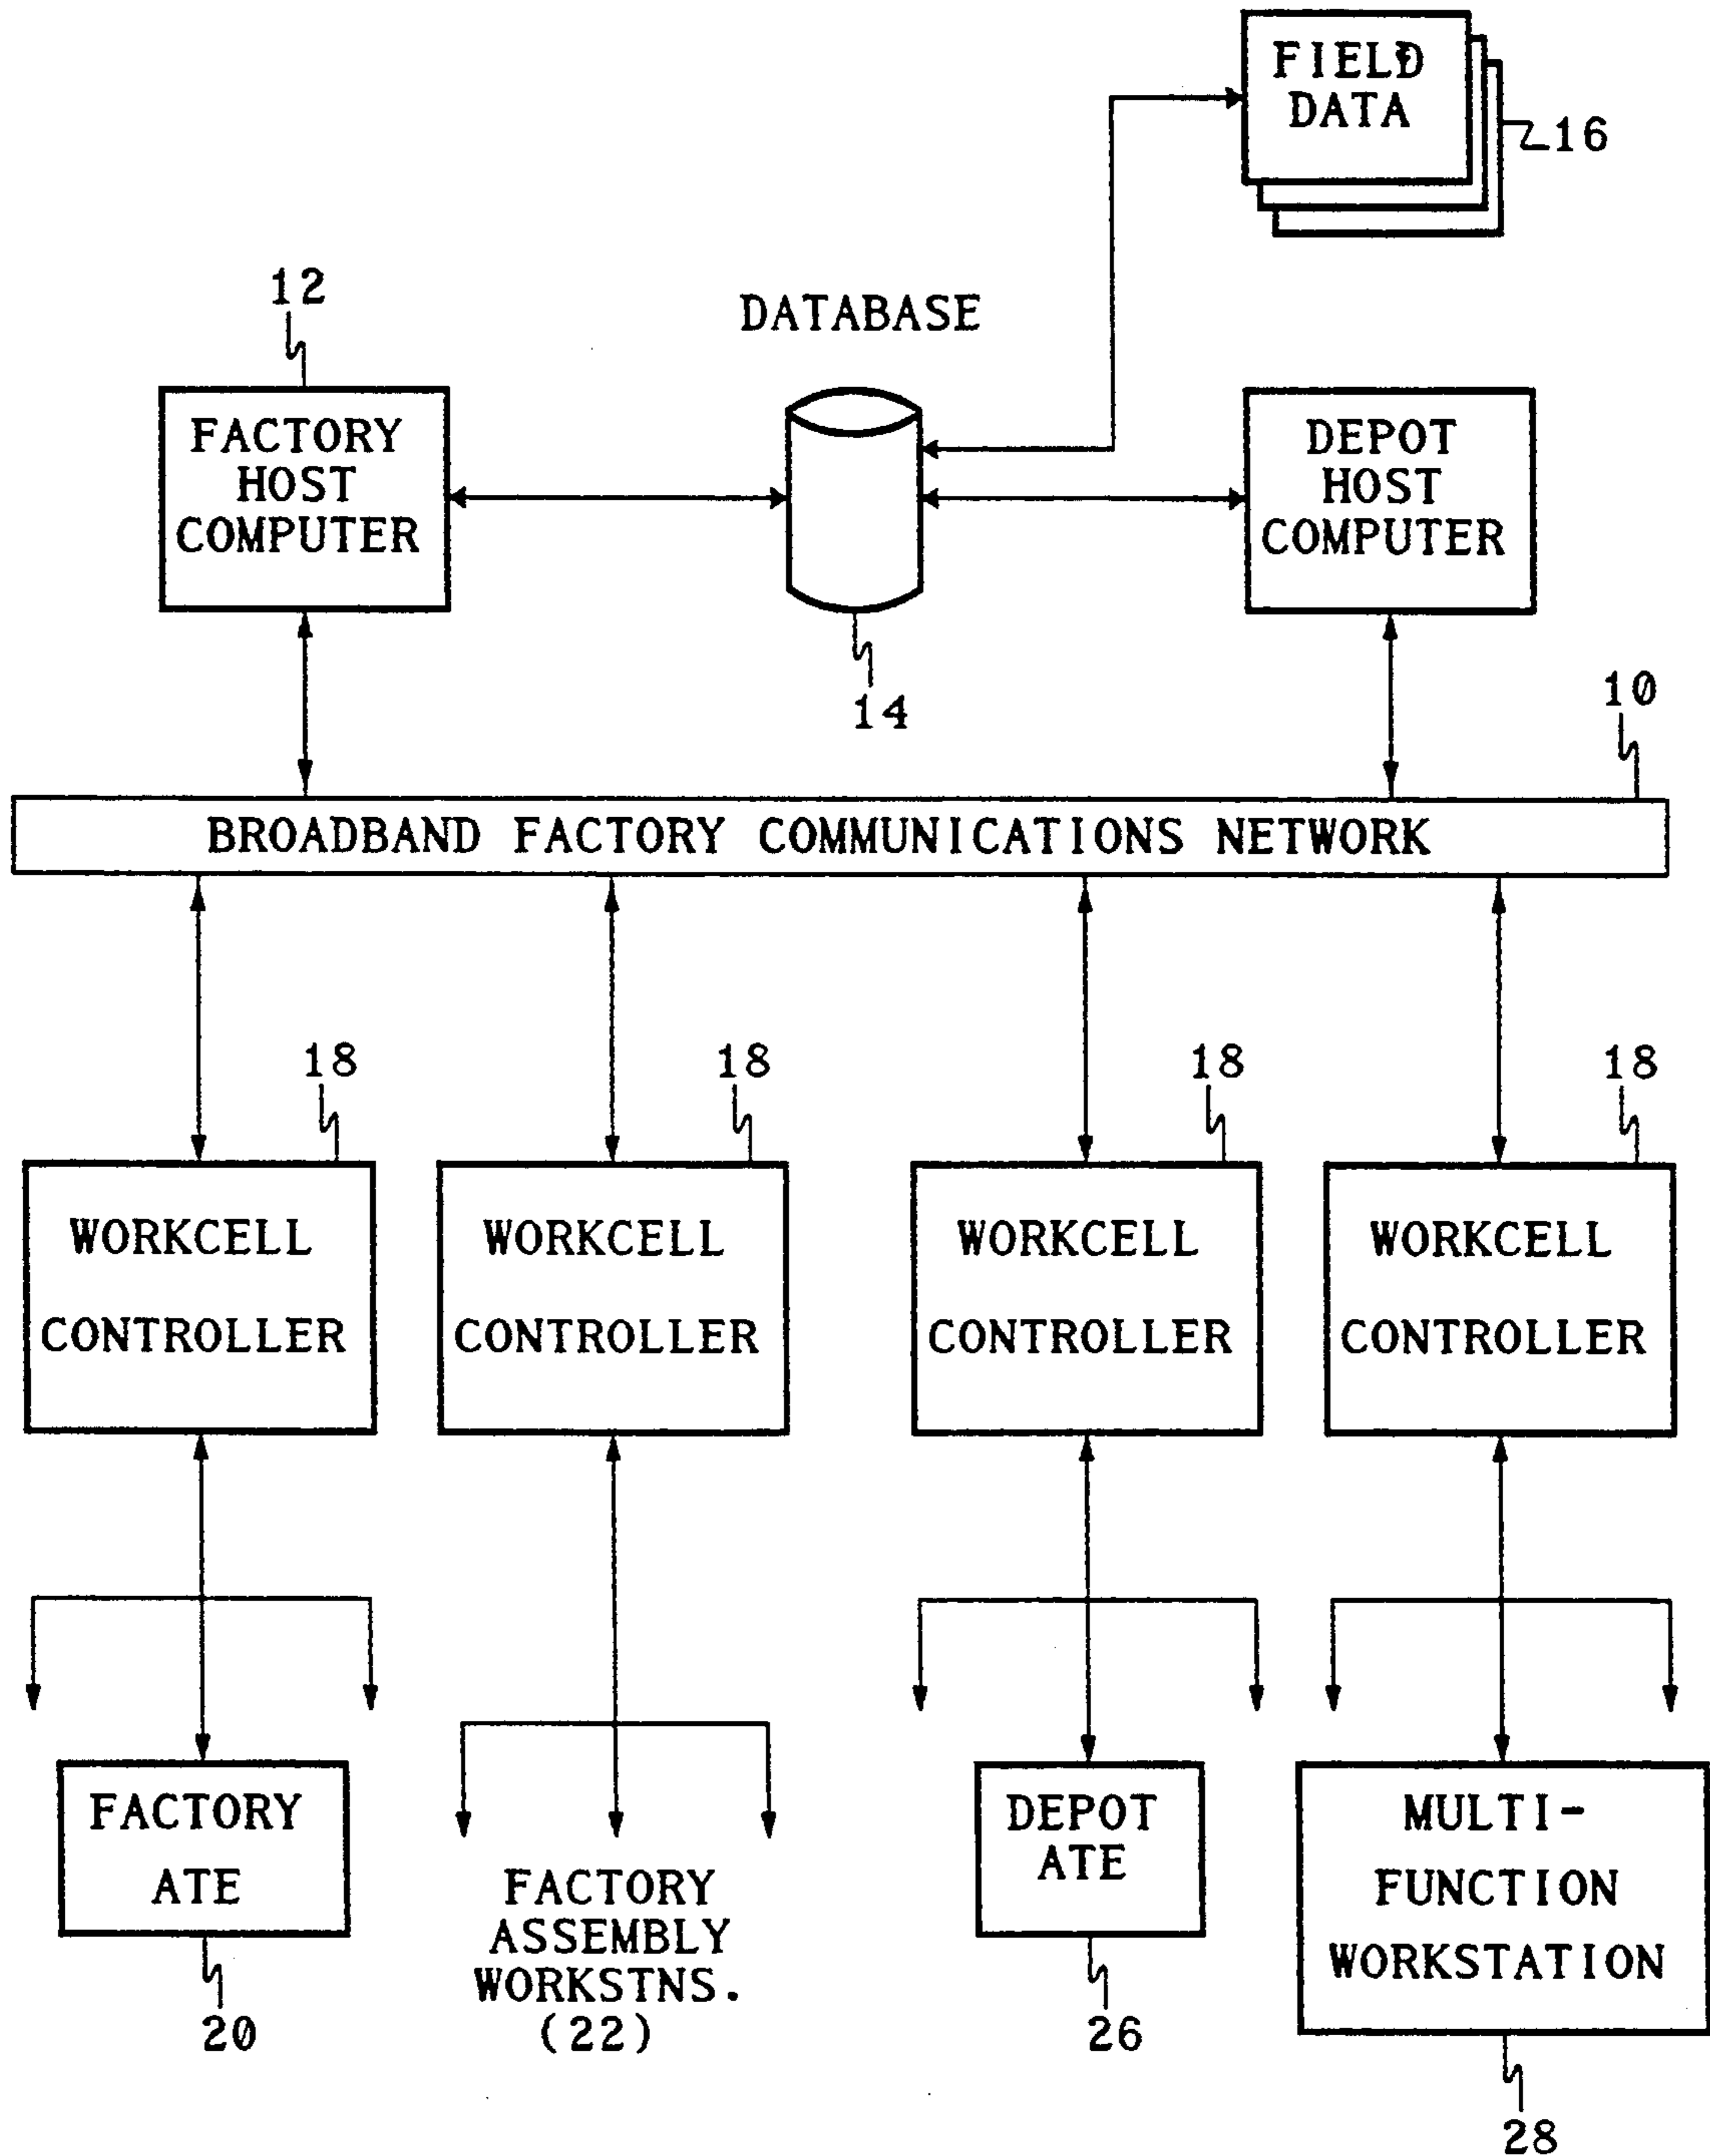 FIELD
DATA
16
12
DATABASE
FACTORY
HOST
COMPUTER
DEPOT
HOST
COMPUTER
14
10
BROADBAND FACTORY COMMUNICATIONS NETWORK
18
18
18
18
WORKCELL
CONTROLLER
WORKCELL
CONTROLLER
WORKCELL
CONTROLLER
WORKCELL
CONTROLLER
FACTORY
ATE
20
FACTORY
ASSEMBLY
WORKSTNS.
(22)
DEPOT
ATE
26
MULTI-
FUNCTION
WORKSTATION
28